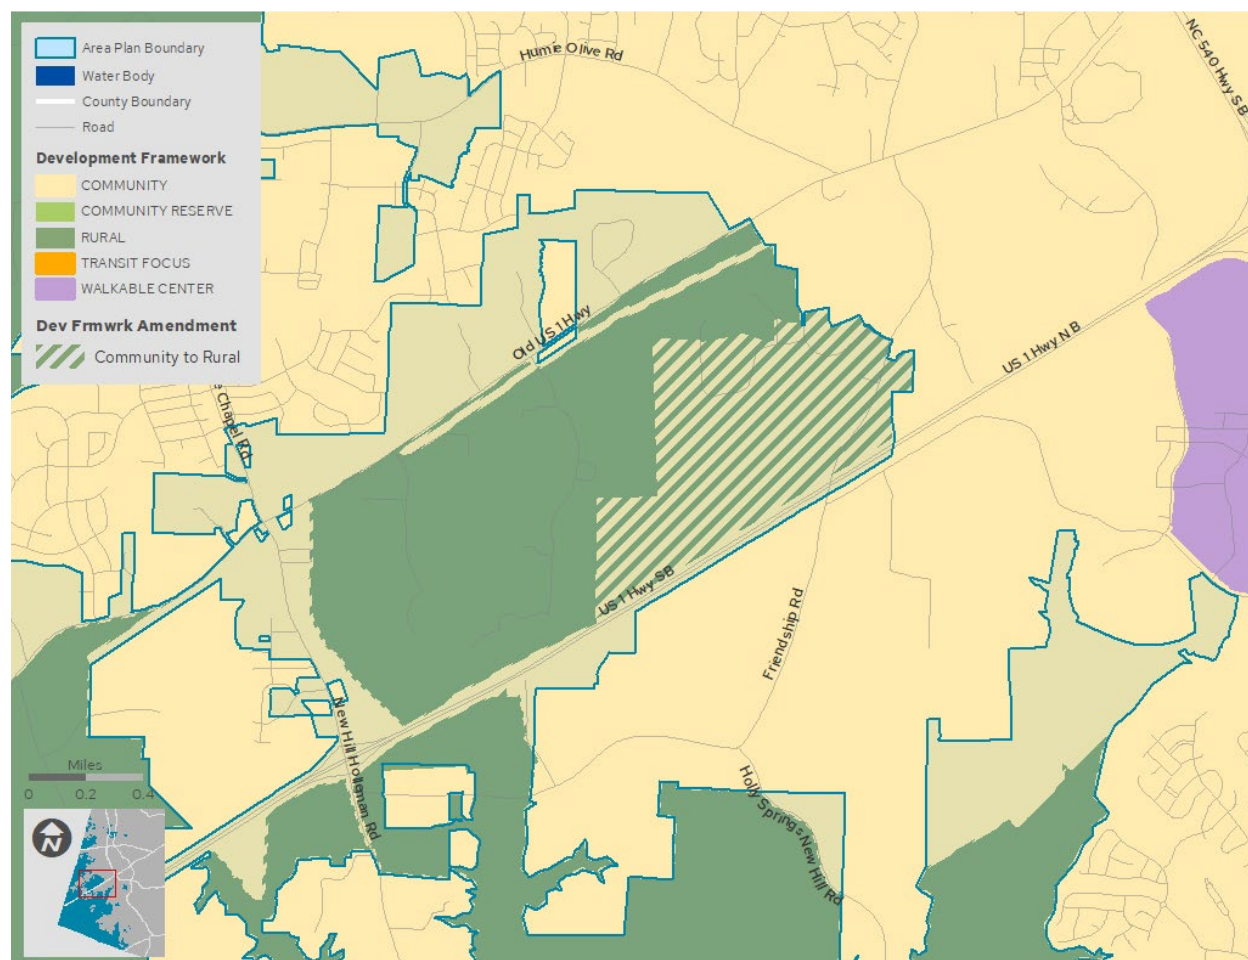 Area Plan Boundary
Water Body
County Boundary
Road
Development Framework
COMMUNITY
COMMUNITY RESERVE
RURAL
TRANSIT FOCUS
WALKABLE CENTER
Dev Frmwrk Amendment
Community to Rural
Humie Olive Rd
NC 540 Hwy SB
Old US 1 Hwy
US 1 Hwy NB
e Chapel Rd
US 1 Hwy SB
Friendship Rd
New Hill Holleman Rd
Holly Springs New Hill Rd
Miles
0 0.2 0.4
N